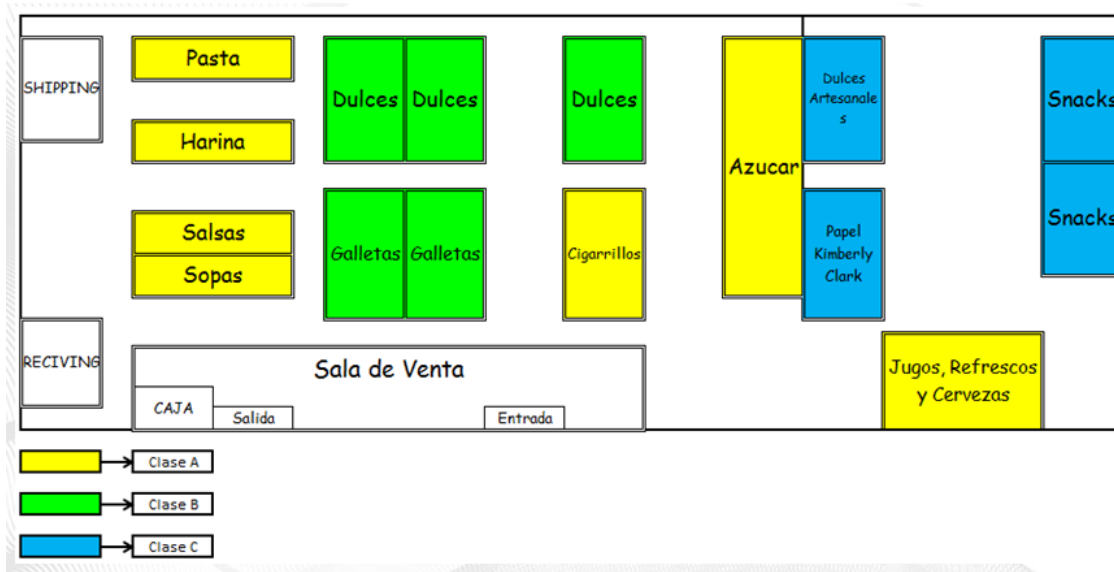 SHIPPING
Pasta
Harina
Salsas
Sopas
Dulces
Dulces
Dulces
Galletas
Galletas
Cigarrillos
Azucar
Dulces
Artesanale
s
Papel
Kimberly
Clark
Snacks
Snacks
RECIVING
Sala de Venta
CAJA
Salida
Entrada
Jugos, Refrescos
y Cervezas
Clase A
Clase B
Clase C